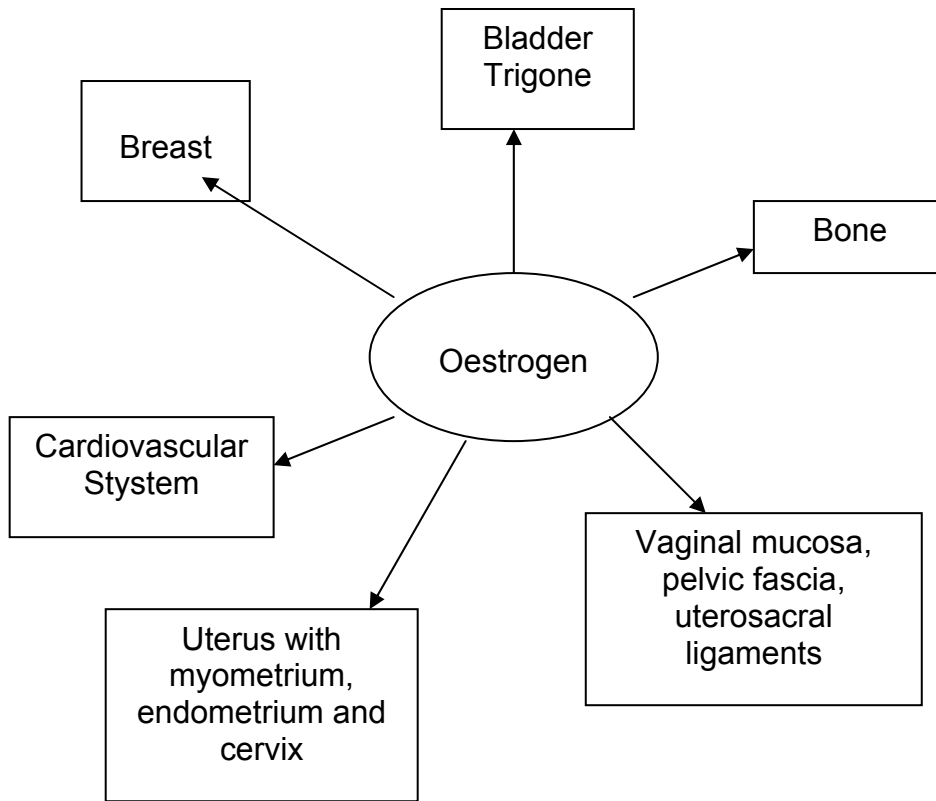 Bladder
Trigone
Breast
Bone
Oestrogen
Cardiovascular
Stystem
Vaginal mucosa,
pelvic fascia,
uterosacral
ligaments
Uterus with
myometrium,
endometrium and
cervix